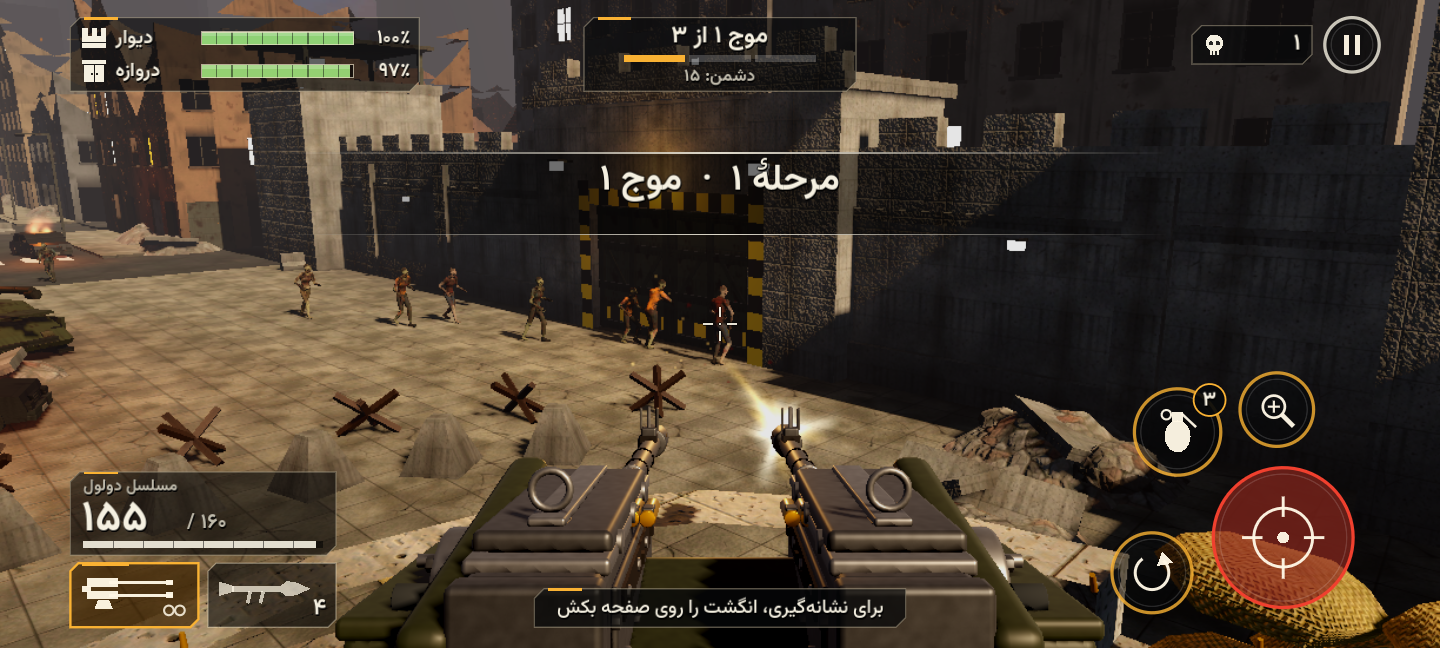 دیوار ۱۰۰٪
دروازه ۹۷٪
موج ۱ از ۳
دشمن: ۱۵
۱
مرحلهٔ ۱ · موج ۱
۳
مسلسل دولول
۱۵۵ / ۱۶۰
∞
۴
برای نشانه‌گیری، انگشت را روی صفحه بکش